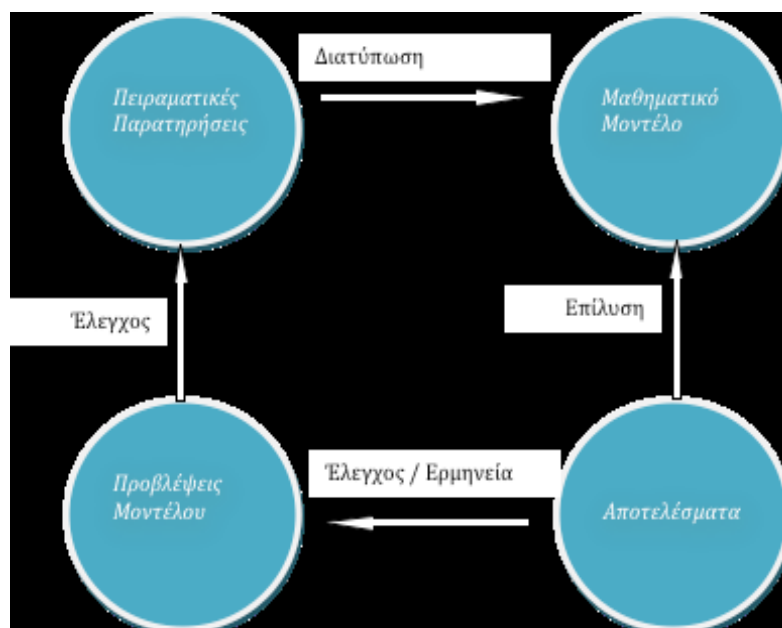 Διατύπωση
Πειραματικές
Παρατηρήσεις
Μαθηματικό
Μοντέλο
Έλεγχος
Επίλυση
Προβλέψεις
Μοντέλου
Έλεγχος / Ερμηνεία
Αποτελέσματα